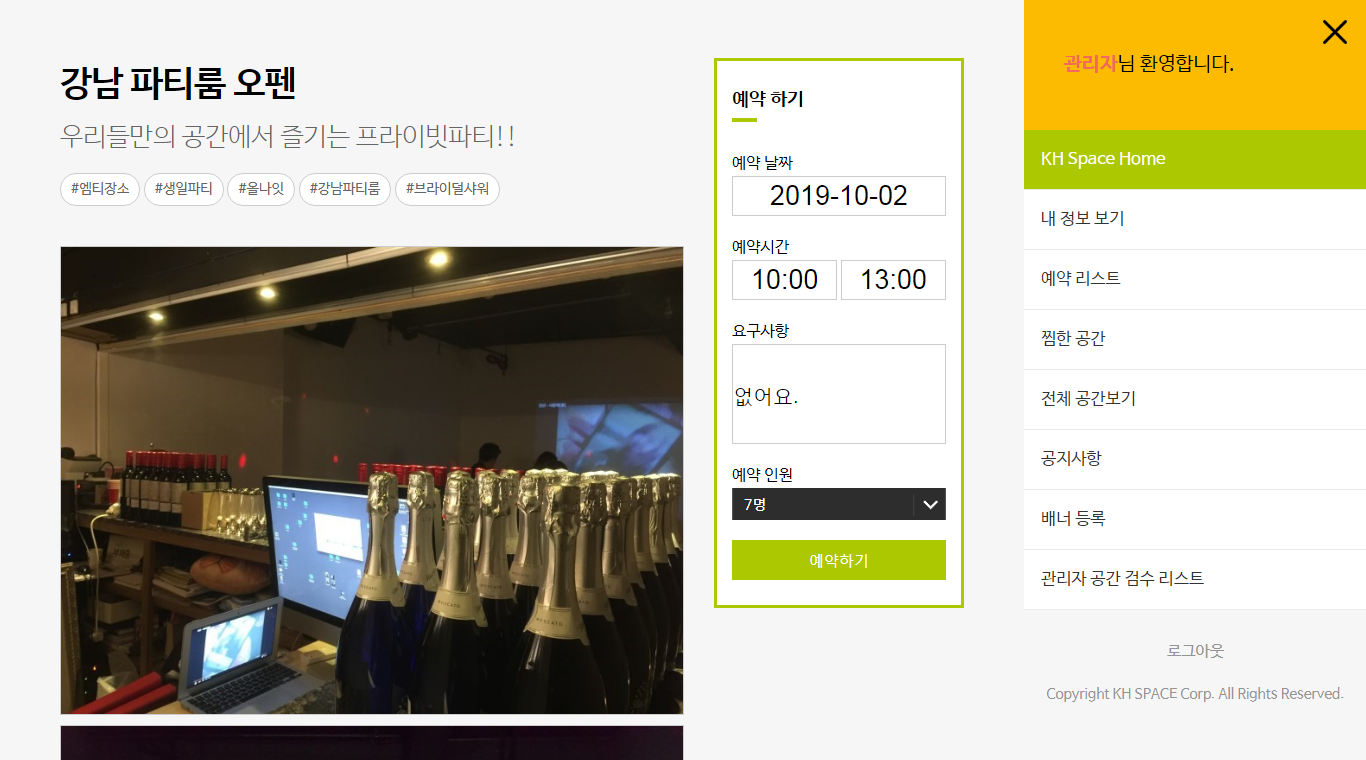 강남 파티룸 오펜
우리들만의 공간에서 즐기는 프라이빗파티!!
#엠티장소 #생일파티 #올나잇 #강남파티룸 #브라이덜샤워
예약 하기
예약 날짜
2019-10-02
예약시간
10:00 13:00
요구사항
없어요.
예약 인원
7명
예약하기
관리자님 환영합니다.
KH Space Home
내 정보 보기
예약 리스트
찜한 공간
전체 공간보기
공지사항
배너 등록
관리자 공간 검수 리스트
로그아웃
Copyright KH SPACE Corp. All Rights Reserved.
MOSCATO
MOSCATO